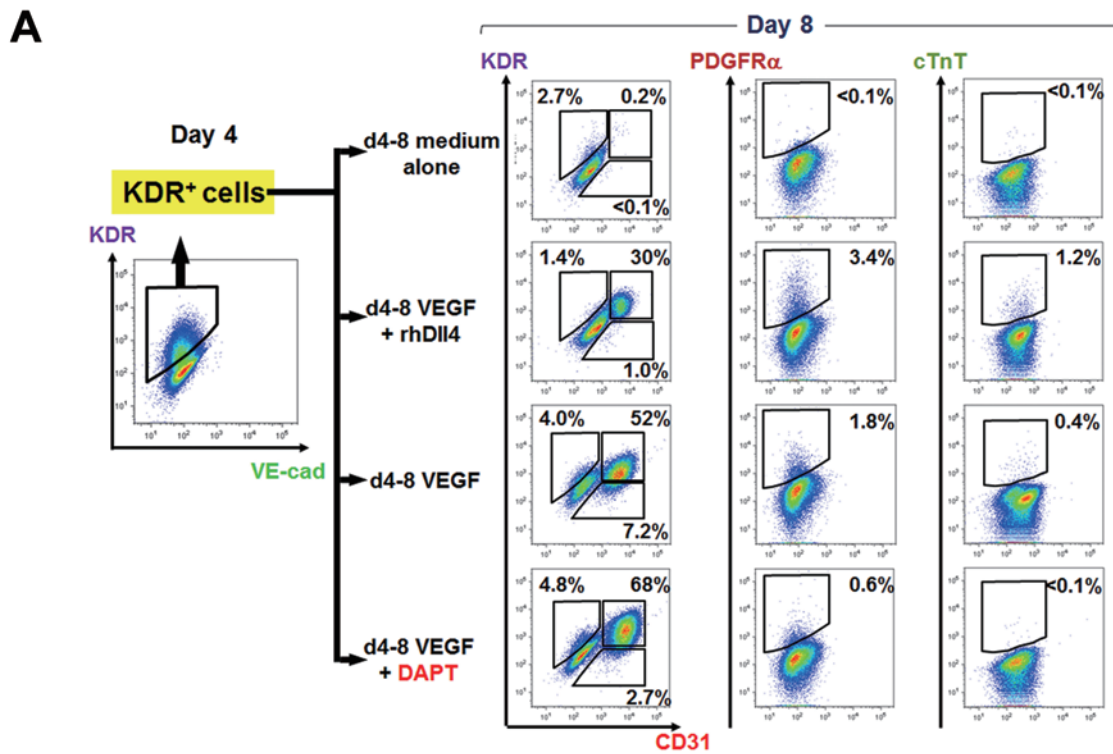 A
Day 8
KDR
PDGFRα
cTnT
Day 4
KDR+ cells
KDR
VE-cad
d4-8 medium
alone
2.7% 0.2%
<0.1%
<0.1%
<0.1%
d4-8 VEGF
+ rhDll4
1.4% 30%
1.0%
3.4%
1.2%
d4-8 VEGF
4.0% 52%
7.2%
1.8%
0.4%
d4-8 VEGF
+ DAPT
4.8% 68%
2.7%
0.6%
<0.1%
CD31